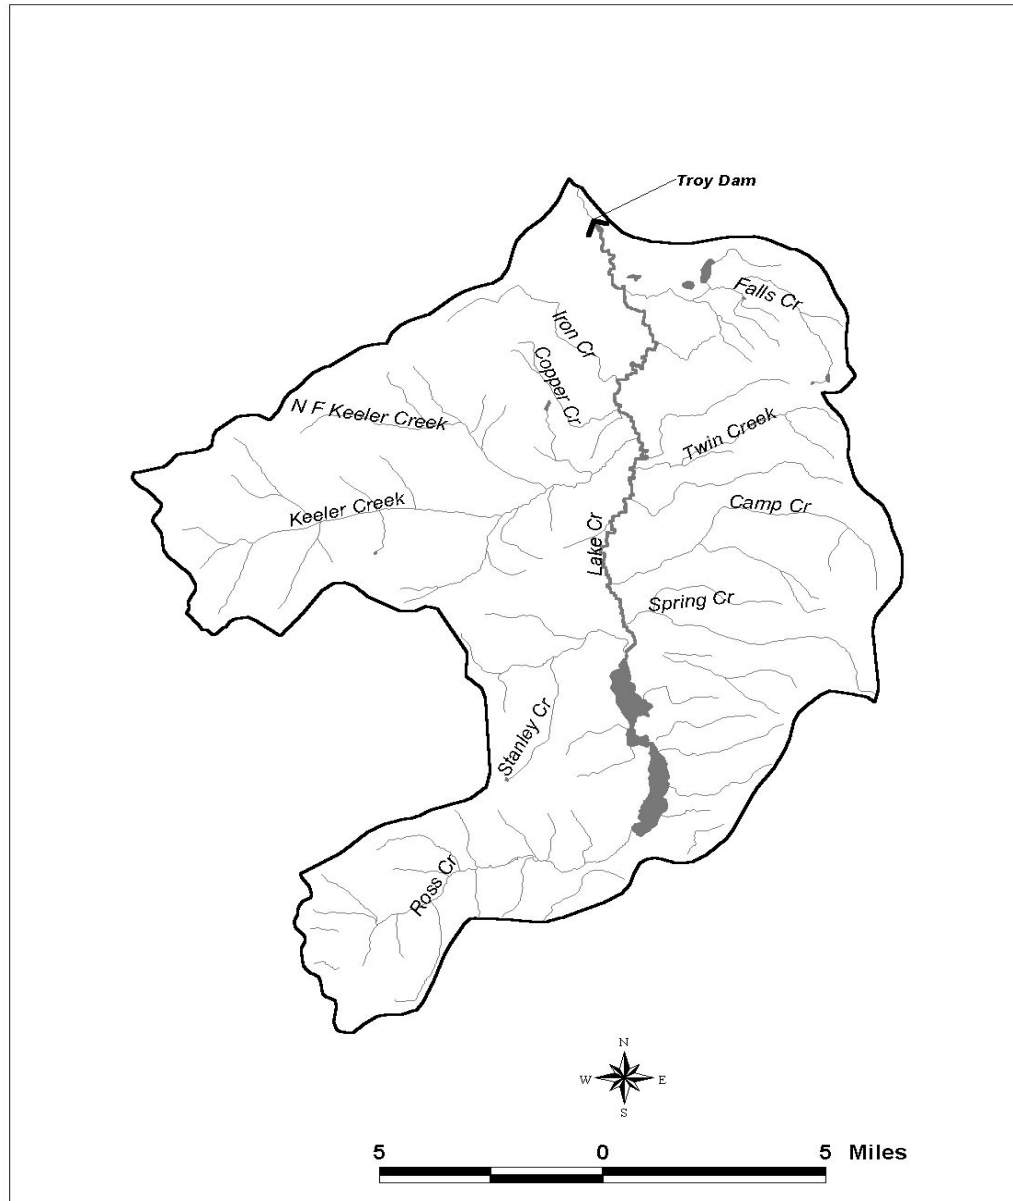 Troy Dam
Falls Cr
Iron Cr
Copper Cr
N F Keeler Creek
Twin Creek
Keeler Creek
Camp Cr
Lake Cr
Spring Cr
Stanley Cr
Ross Cr
N
W E
S
5 0 5 Miles